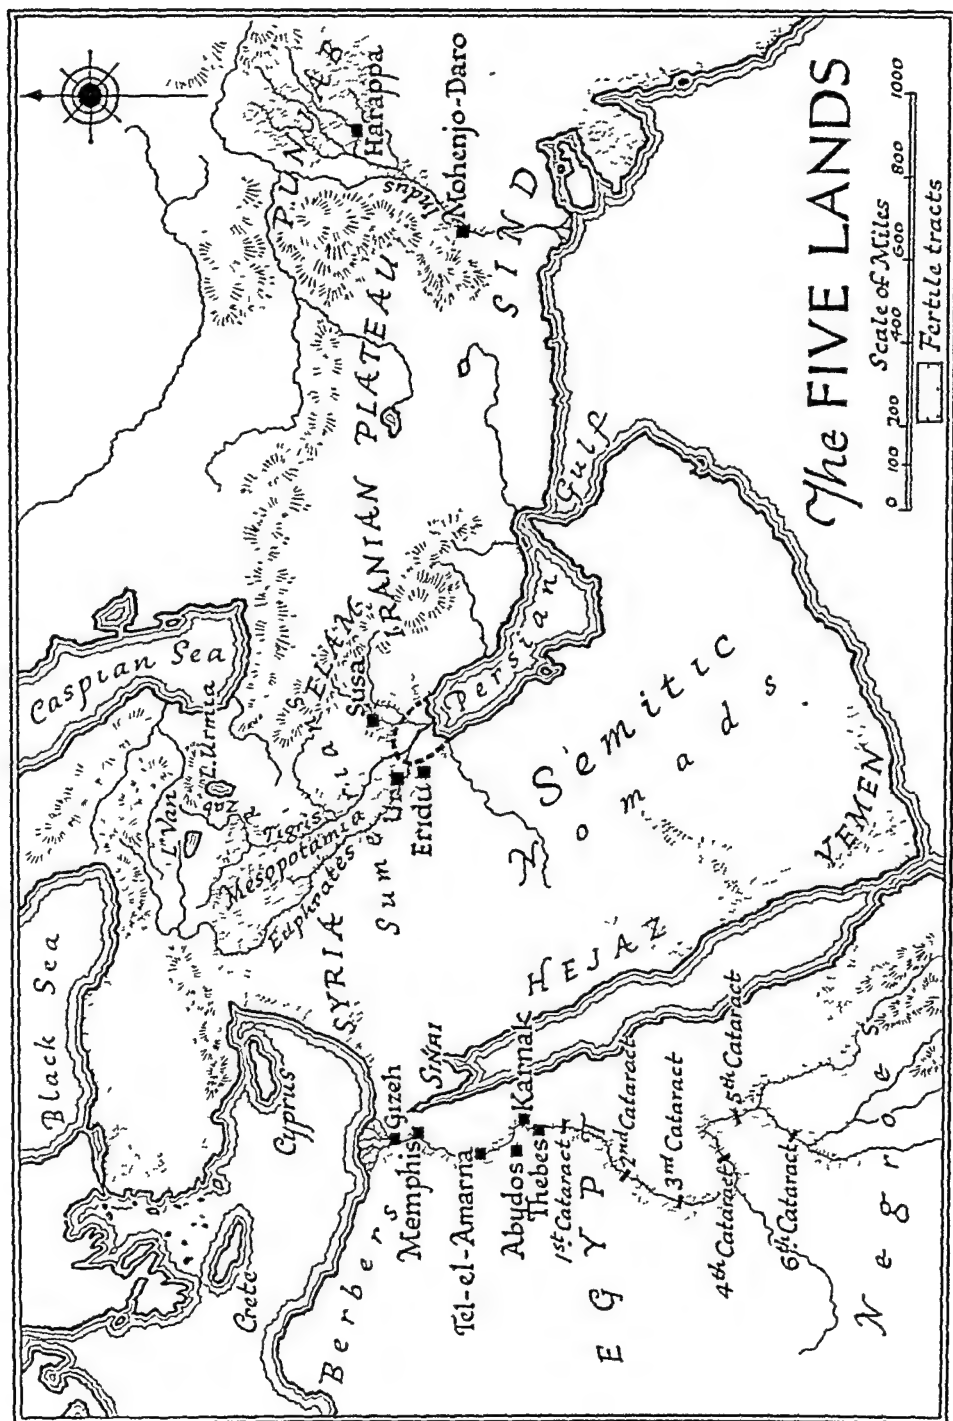 Black Sea
Caspian Sea
L. Van
L. Urmia
Zab
Tigris
Mesopotamia
Euphrates
Assyria
SYRIA
Sumer
Ur
Eridu
ELAM
Susa
IRANIAN PLATEAU
PUNJAB
Harappa
Indus
Mohenjo-Daro
SIND
Persian Gulf
Crete
Cyprus
Berbers
Gizeh
Memphis
SINAI
Tel-el-Amarna
Abydos
Karnak
Thebes
1st Cataract
EGYPT
2nd Cataract
3rd Cataract
4th Cataract
5th Cataract
6th Cataract
HEJAZ
Semitic
Nomads
YEMEN
Negroes
The FIVE LANDS
Scale of Miles
0 100 200 400 600 800 1000
Fertile tracts